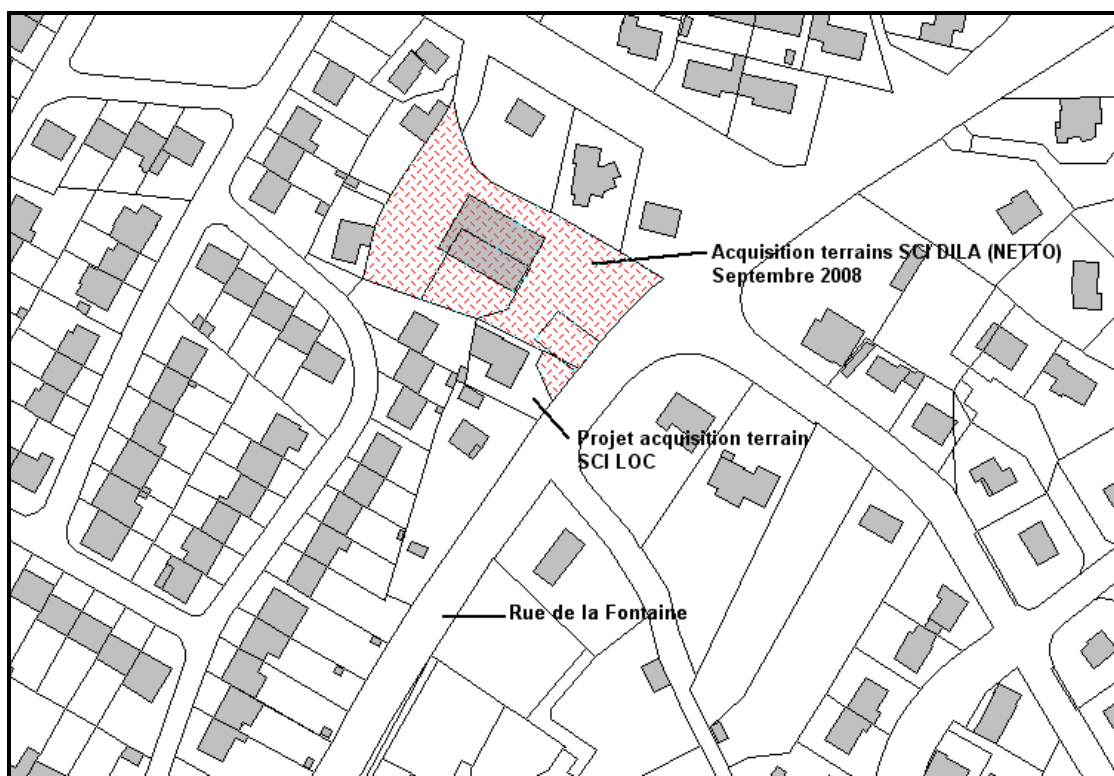 Acquisition terrains SCI DILA (NETTO)
Septembre 2008
Projet acquisition terrain
SCI LOC
Rue de la Fontaine